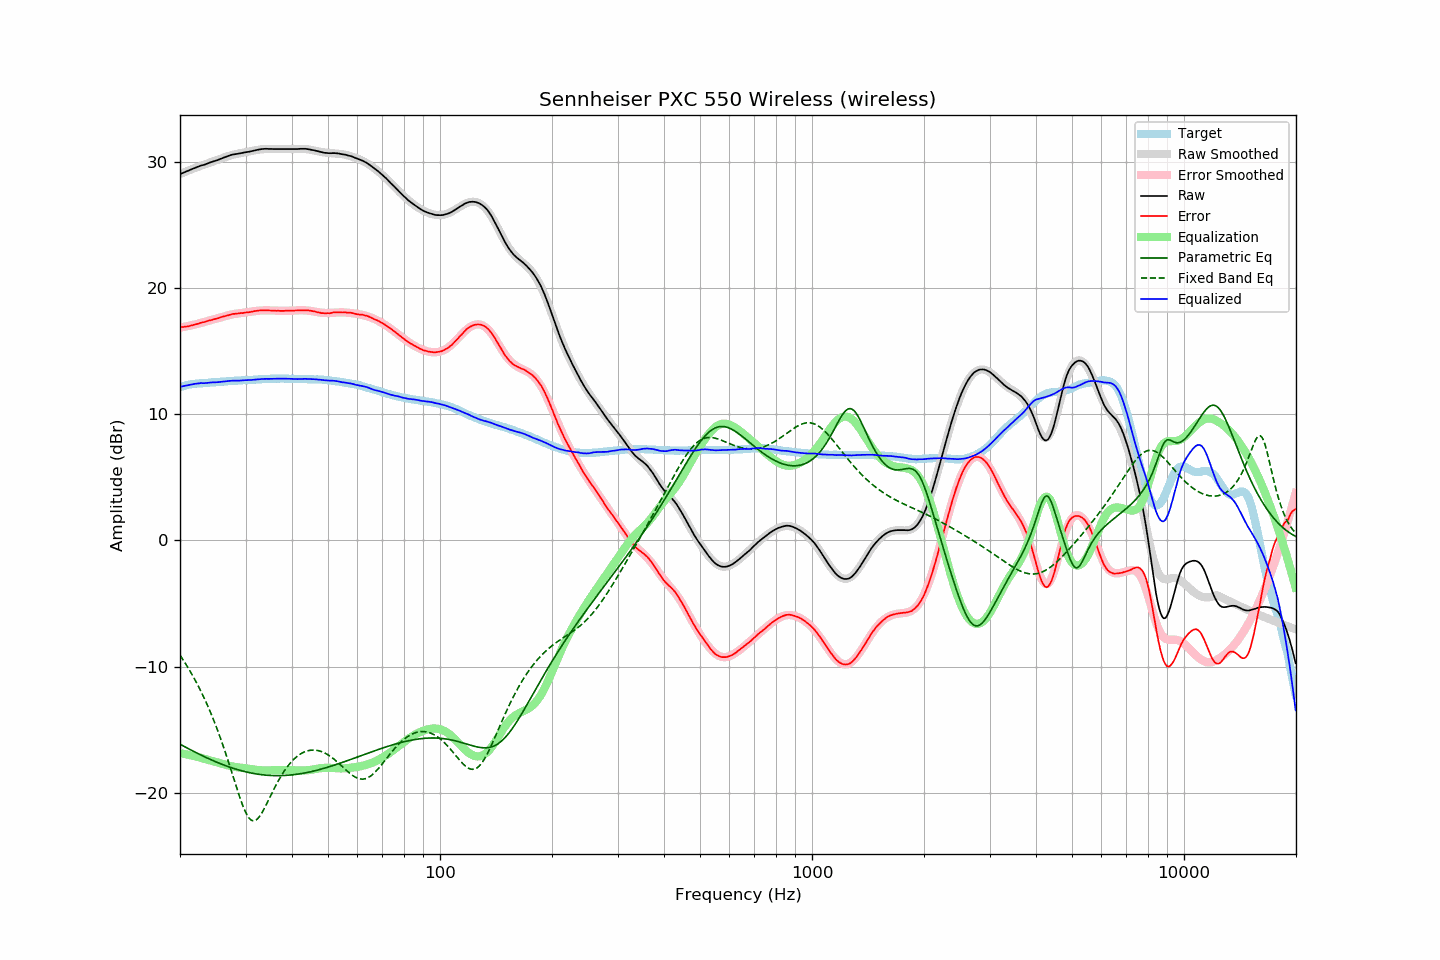 Sennheiser PXC 550 Wireless (wireless)
Target
Raw Smoothed
Error Smoothed
Raw
Error
Equalization
Parametric Eq
Fixed Band Eq
Equalized
Amplitude (dBr)
30
20
10
0
−10
−20
100
1000
10000
Frequency (Hz)